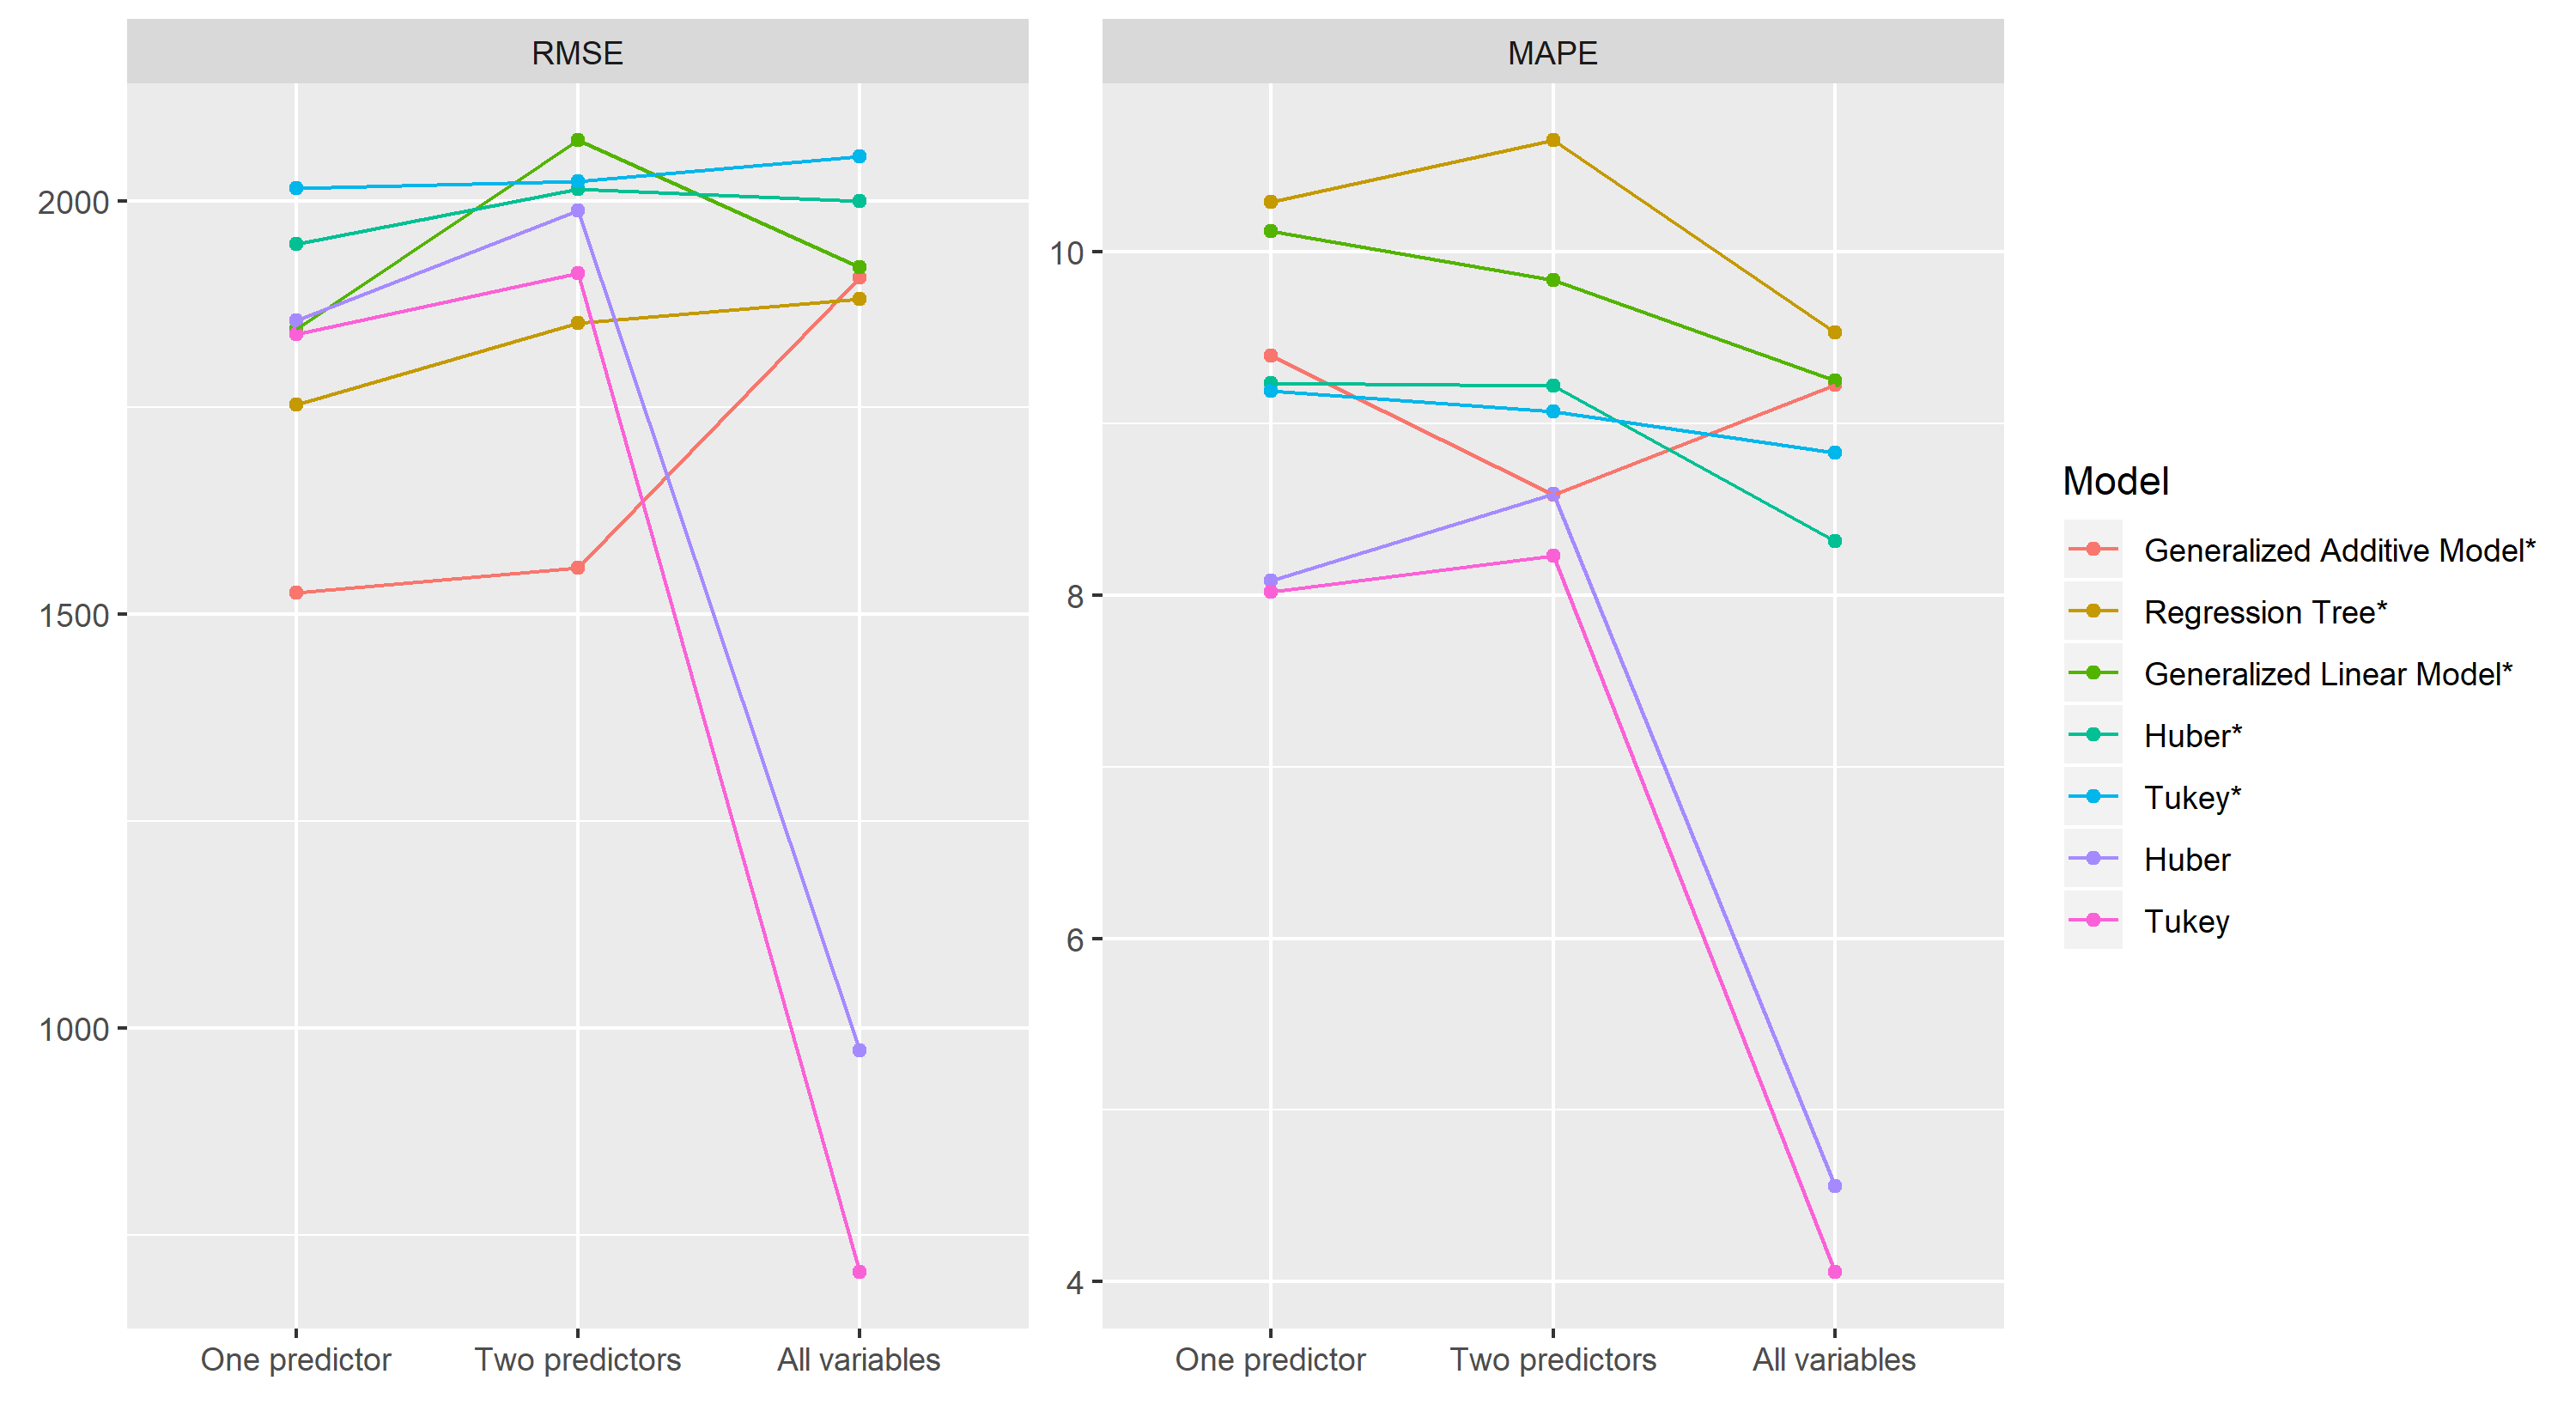 RMSE
MAPE
2000
1500
1000
10
8
6
4
One predictor
Two predictors
All variables
One predictor
Two predictors
All variables
Model
Generalized Additive Model*
Regression Tree*
Generalized Linear Model*
Huber*
Tukey*
Huber
Tukey